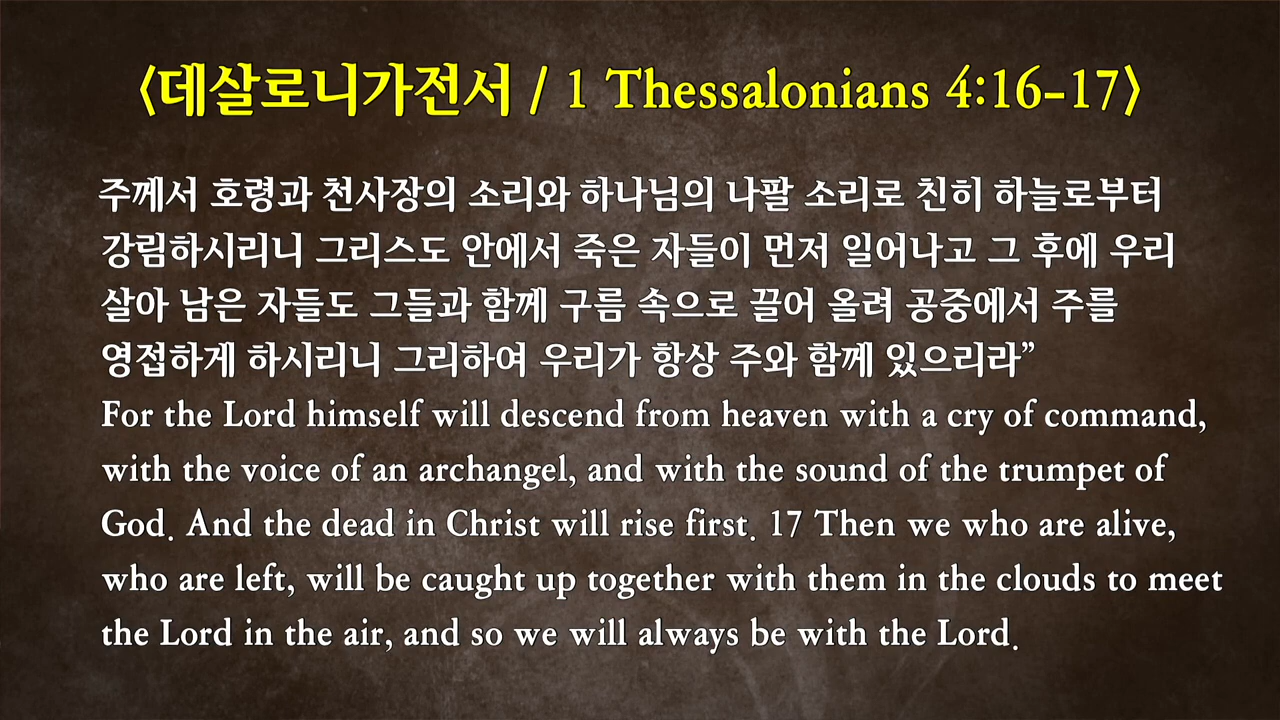 〈데살로니가전서 / 1 Thessalonians 4:16-17〉
주께서 호령과 천사장의 소리와 하나님의 나팔 소리로 친히 하늘로부터
강림하시리니 그리스도 안에서 죽은 자들이 먼저 일어나고 그 후에 우리
살아 남은 자들도 그들과 함께 구름 속으로 끌어 올려 공중에서 주를
영접하게 하시리니 그리하여 우리가 항상 주와 함께 있으리라”
For the Lord himself will descend from heaven with a cry of command,
with the voice of an archangel, and with the sound of the trumpet of
God. And the dead in Christ will rise first. 17 Then we who are alive,
who are left, will be caught up together with them in the clouds to meet
the Lord in the air, and so we will always be with the Lord.